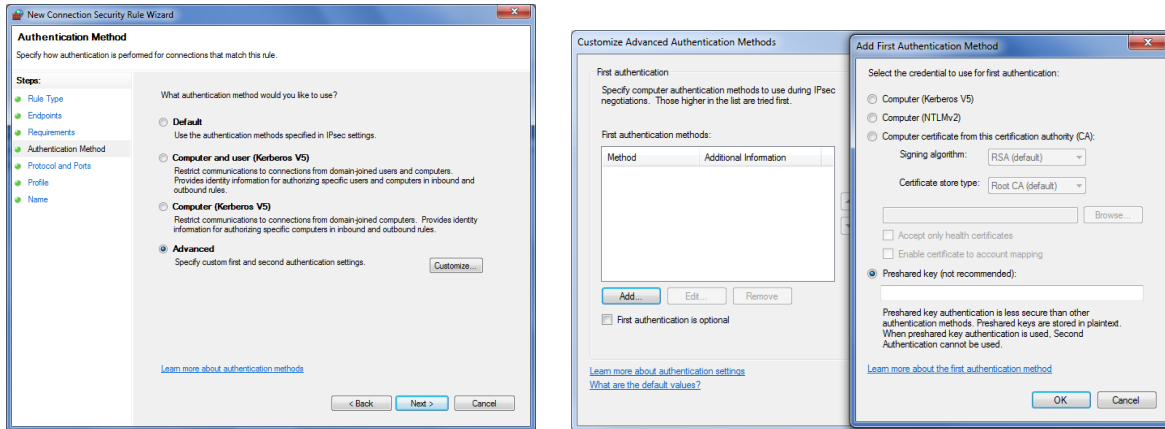 New Connection Security Rule Wizard
Authentication Method
Specify how authentication is performed for connections that match this rule.
Steps:
Rule Type
Endpoints
Requirements
Authentication Method
Protocol and Ports
Profile
Name
What authentication method would you like to use?
Default
Use the authentication methods specified in IPsec settings.
Computer and user (Kerberos V5)
Restrict communications to connections from domain-joined users and computers.
Provides identity information for authorizing specific users and computers in inbound and
outbound rules.
Computer (Kerberos V5)
Restrict communications to connections from domain-joined computers. Provides identity
information for authorizing specific computers in inbound and outbound rules.
Advanced
Specify custom first and second authentication settings.
Customize...
Learn more about authentication methods
< Back
Next >
Cancel
Customize Advanced Authentication Methods
First authentication
Specify computer authentication methods to use during IPsec
negotiations. Those higher in the list are tried first.
First authentication methods:
Method
Additional Information
Add...
Edit...
Remove
First authentication is optional
Learn more about authentication settings
What are the default values?
Add First Authentication Method
Select the credential to use for first authentication:
Computer (Kerberos V5)
Computer (NTLMv2)
Computer certificate from this certification authority (CA):
Signing algorithm:
RSA (default)
Certificate store type:
Root CA (default)
Browse...
Accept only health certificates
Enable certificate to account mapping
Preshared key (not recommended):
Preshared key authentication is less secure than other
authentication methods. Preshared keys are stored in plaintext.
When preshared key authentication is used, Second
Authentication cannot be used.
Learn more about the first authentication method
OK
Cancel